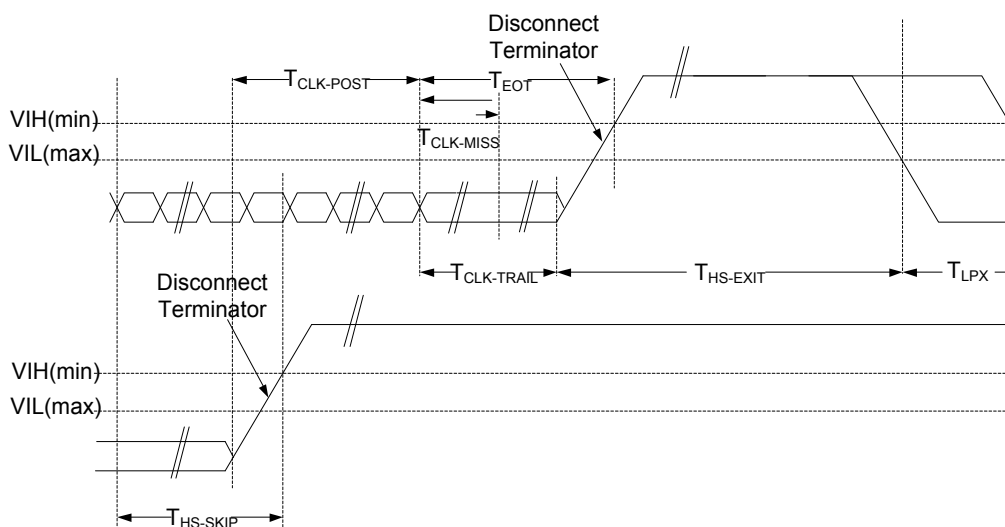 Disconnect
Terminator
TCLK-POST
TEOT
VIH(min)
TCLK-MISS
VIL(max)
TCLK-TRAIL
THS-EXIT
TLPX
Disconnect
Terminator
VIH(min)
VIL(max)
THS-SKIP